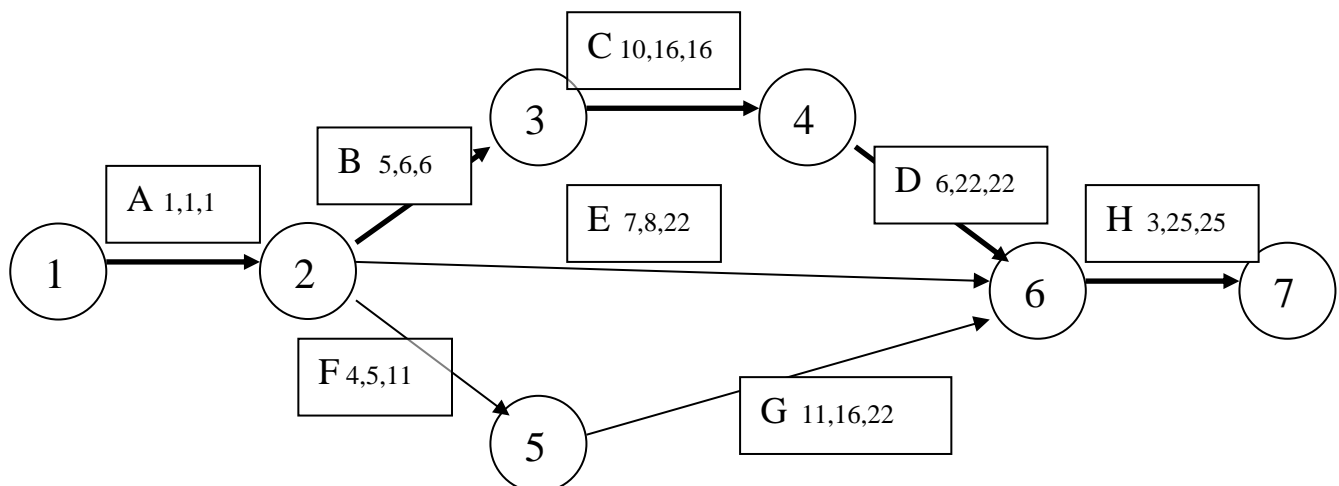 C 10,16,16
3
4
B 5,6,6
D 6,22,22
A 1,1,1
E 7,8,22
H 3,25,25
1
2
6
7
F 4,5,11
G 11,16,22
5